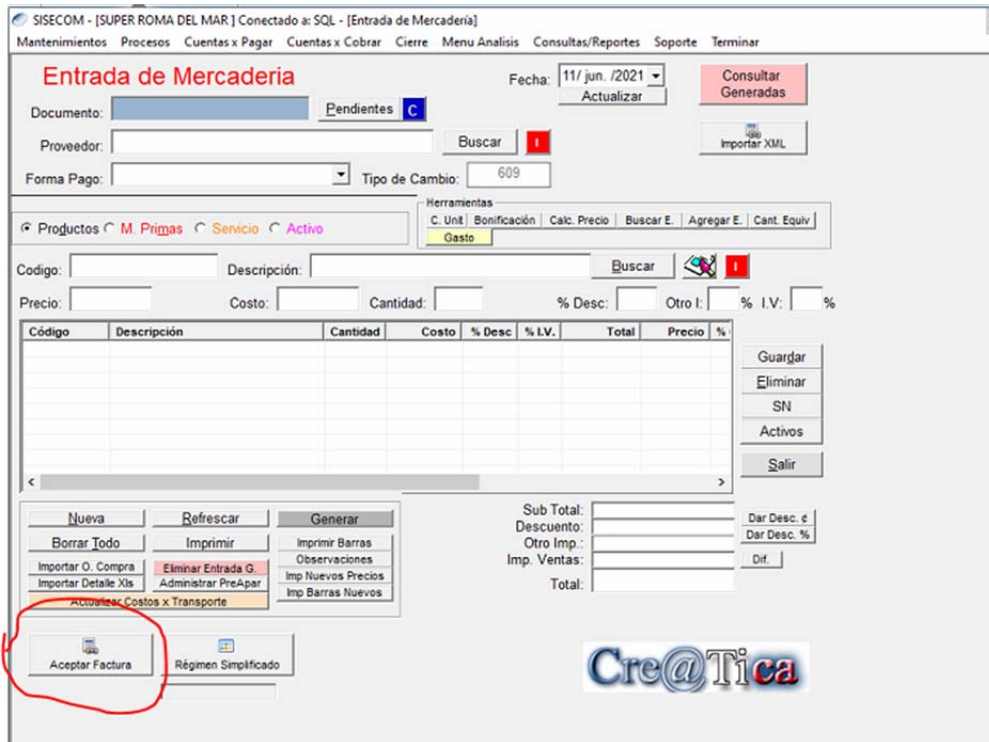 SISECOM - [SUPER ROMA DEL MAR ] Conectado a: SQL - [Entrada de Mercadería]
Mantenimientos Procesos Cuentas x Pagar Cuentas x Cobrar Cierre Menu Analisis Consultas/Reportes Soporte Terminar
Entrada de Mercaderia
Fecha: 11/ jun. /2021
Actualizar
Consultar
Generadas
Documento:
Pendientes C
Proveedor:
Buscar I
Importar XML
Forma Pago:
Tipo de Cambio: 609
Herramientas
C. Unit Bonificación Calc. Precio Buscar E. Agregar E. Cant. Equiv
Gasto
Productos M. Primas Servicio Activo
Codigo: Descripción: Buscar I
Precio: Costo: Cantidad: % Desc: Otro I: % I.V: %
Código Descripción Cantidad Costo % Desc % I.V. Total Precio %
Guardar
Eliminar
SN
Activos
Salir
Nueva Refrescar Generar
Borrar Todo Imprimir Imprimir Barras
Importar O. Compra Eliminar Entrada G. Observaciones
Importar Detalle Xls Administrar PreApar Imp Nuevos Precios
Actualizar Costos x Transporte Imp Barras Nuevos
Sub Total:
Descuento:
Otro Imp.:
Imp. Ventas:
Total:
Dar Desc. ¢
Dar Desc. %
Dif.
Aceptar Factura Régimen Simplificado
Cre@Tica